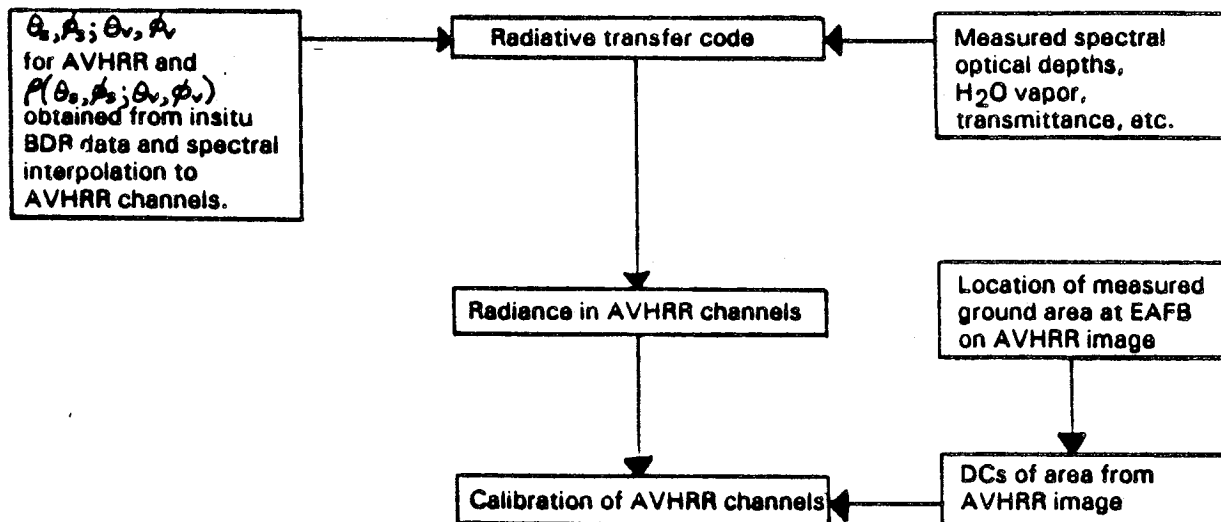 θs,ϕs;θv,ϕv
for AVHRR and
ρ(θs,ϕs;θv,ϕv)
obtained from insitu
BDR data and spectral
interpolation to
AVHRR channels.
Radiative transfer code
Measured spectral
optical depths,
H2O vapor,
transmittance, etc.
Radiance in AVHRR channels
Location of measured
ground area at EAFB
on AVHRR image
Calibration of AVHRR channels
DCs of area from
AVHRR image